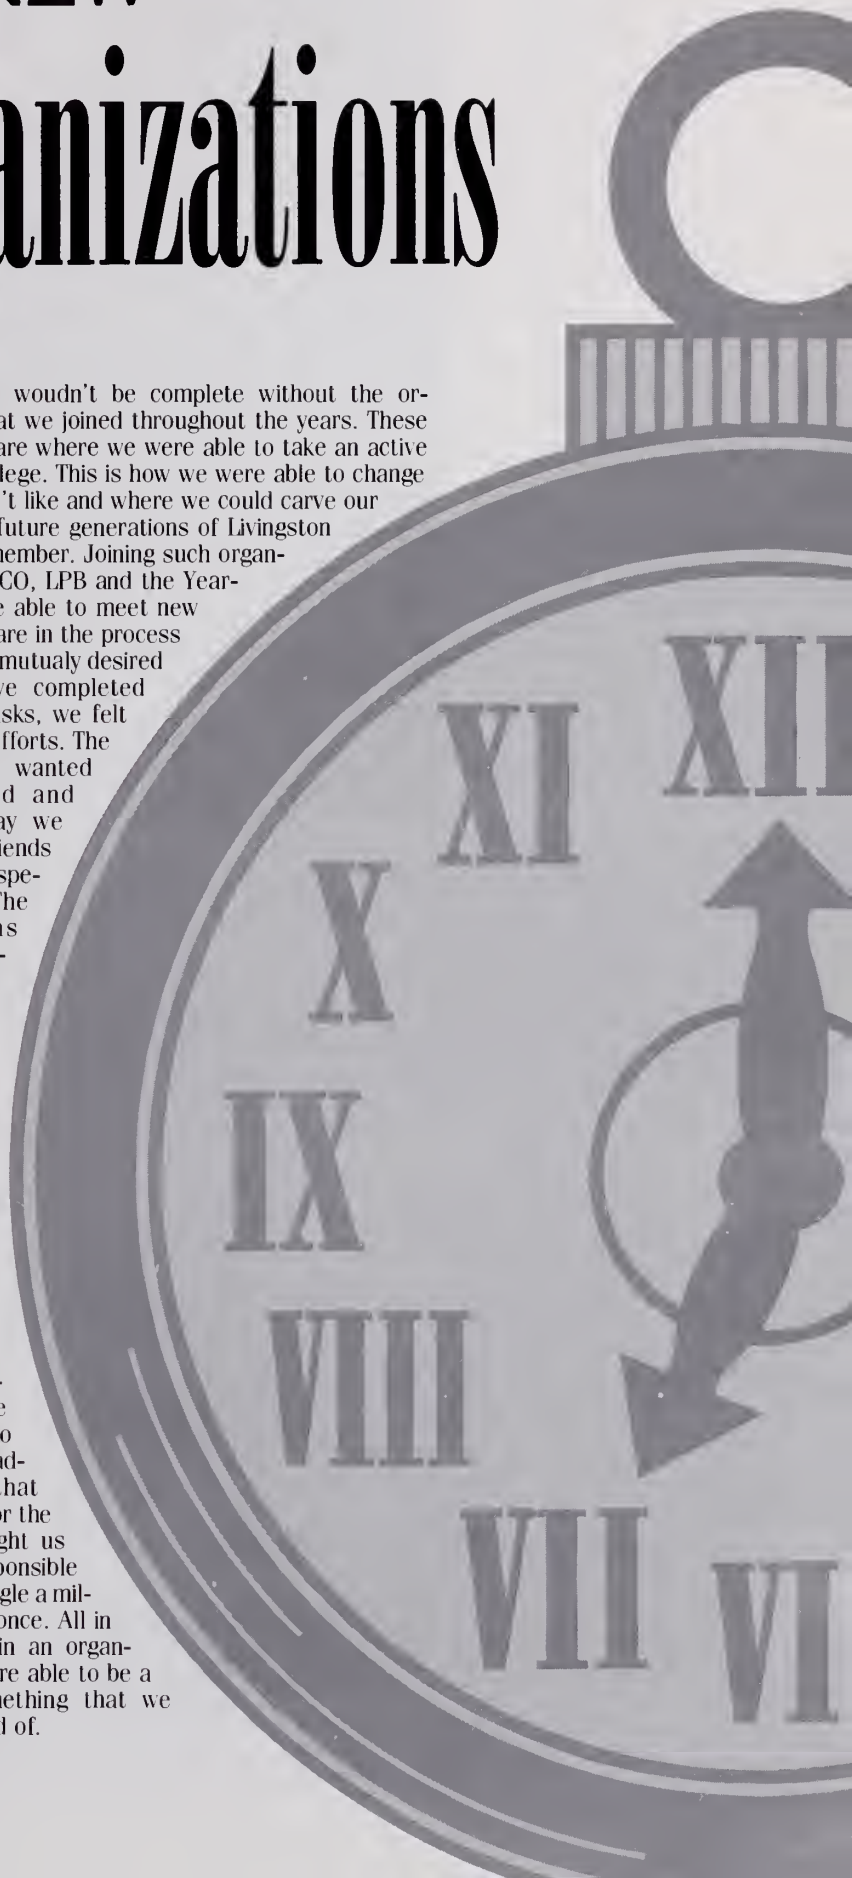 anizations
woudn't be complete without the or-
at we joined throughout the years. These
are where we were able to take an active
lege. This is how we were able to change
't like and where we could carve our
future generations of Livingston
member. Joining such organ-
CO, LPB and the Year-
e able to meet new
are in the process
mutualy desired
ve completed
sks, we felt
fforts. The
wanted
d and
ay we
iends
spe-
The
ns
-
XII
XI
X
IX
VIII
VII
VI
-
e
o
ad-
that
or the
ght us
ponsible
gle a mil-
once. All in
in an organ-
re able to be a
mething that we
d of.